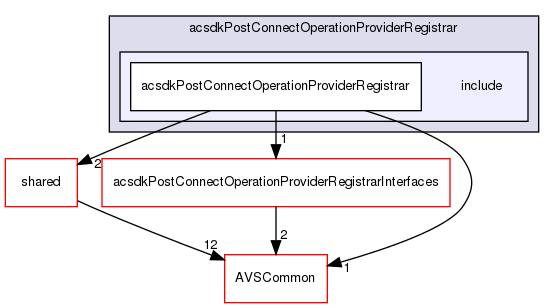 acsdkPostConnectOperationProviderRegistrar
acsdkPostConnectOperationProviderRegistrar
include
2
1
shared
acsdkPostConnectOperationProviderRegistrarInterfaces
12
2
1
AVSCommon